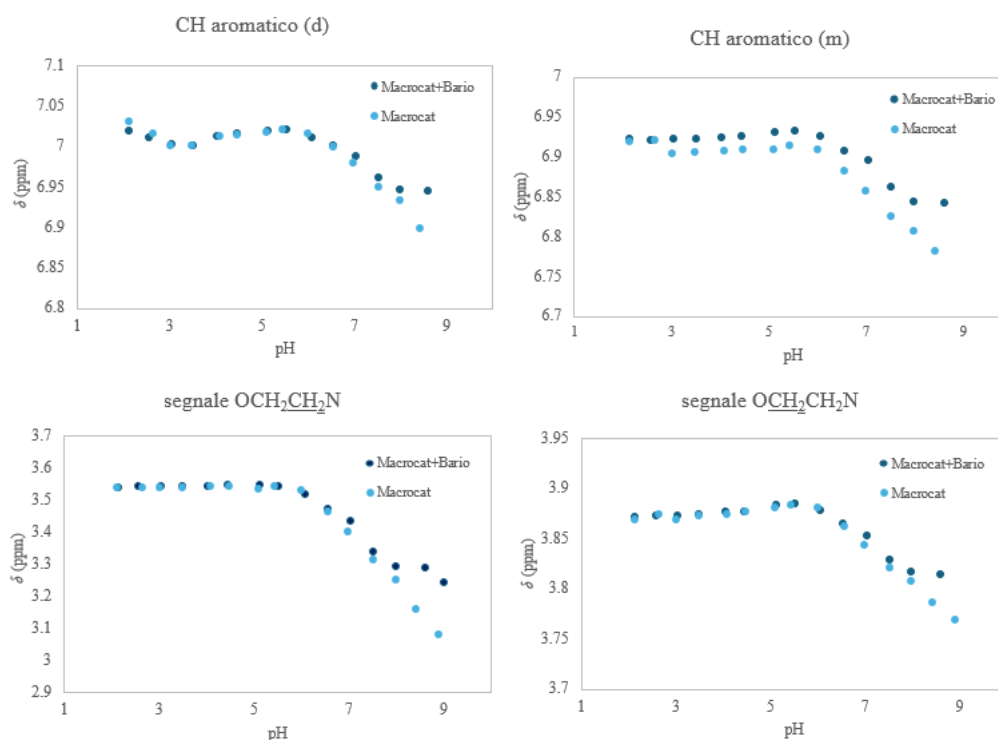 CH aromatico (d)
7.1
7.05
7
6.95
6.9
6.85
6.8
δ (ppm)
Macrocat+Bario
Macrocat
1 3 5 7 9
pH
CH aromatico (m)
7
6.95
6.9
6.85
6.8
6.75
6.7
δ (ppm)
Macrocat+Bario
Macrocat
1 3 5 7 9
pH
segnale OCH₂CH₂N
3.7
3.6
3.5
3.4
3.3
3.2
3.1
3
2.9
δ (ppm)
Macrocat+Bario
Macrocat
1 3 5 7 9
pH
segnale OCH₂CH₂N
3.95
3.9
3.85
3.8
3.75
3.7
δ (ppm)
Macrocat+Bario
Macrocat
1 3 5 7 9
pH